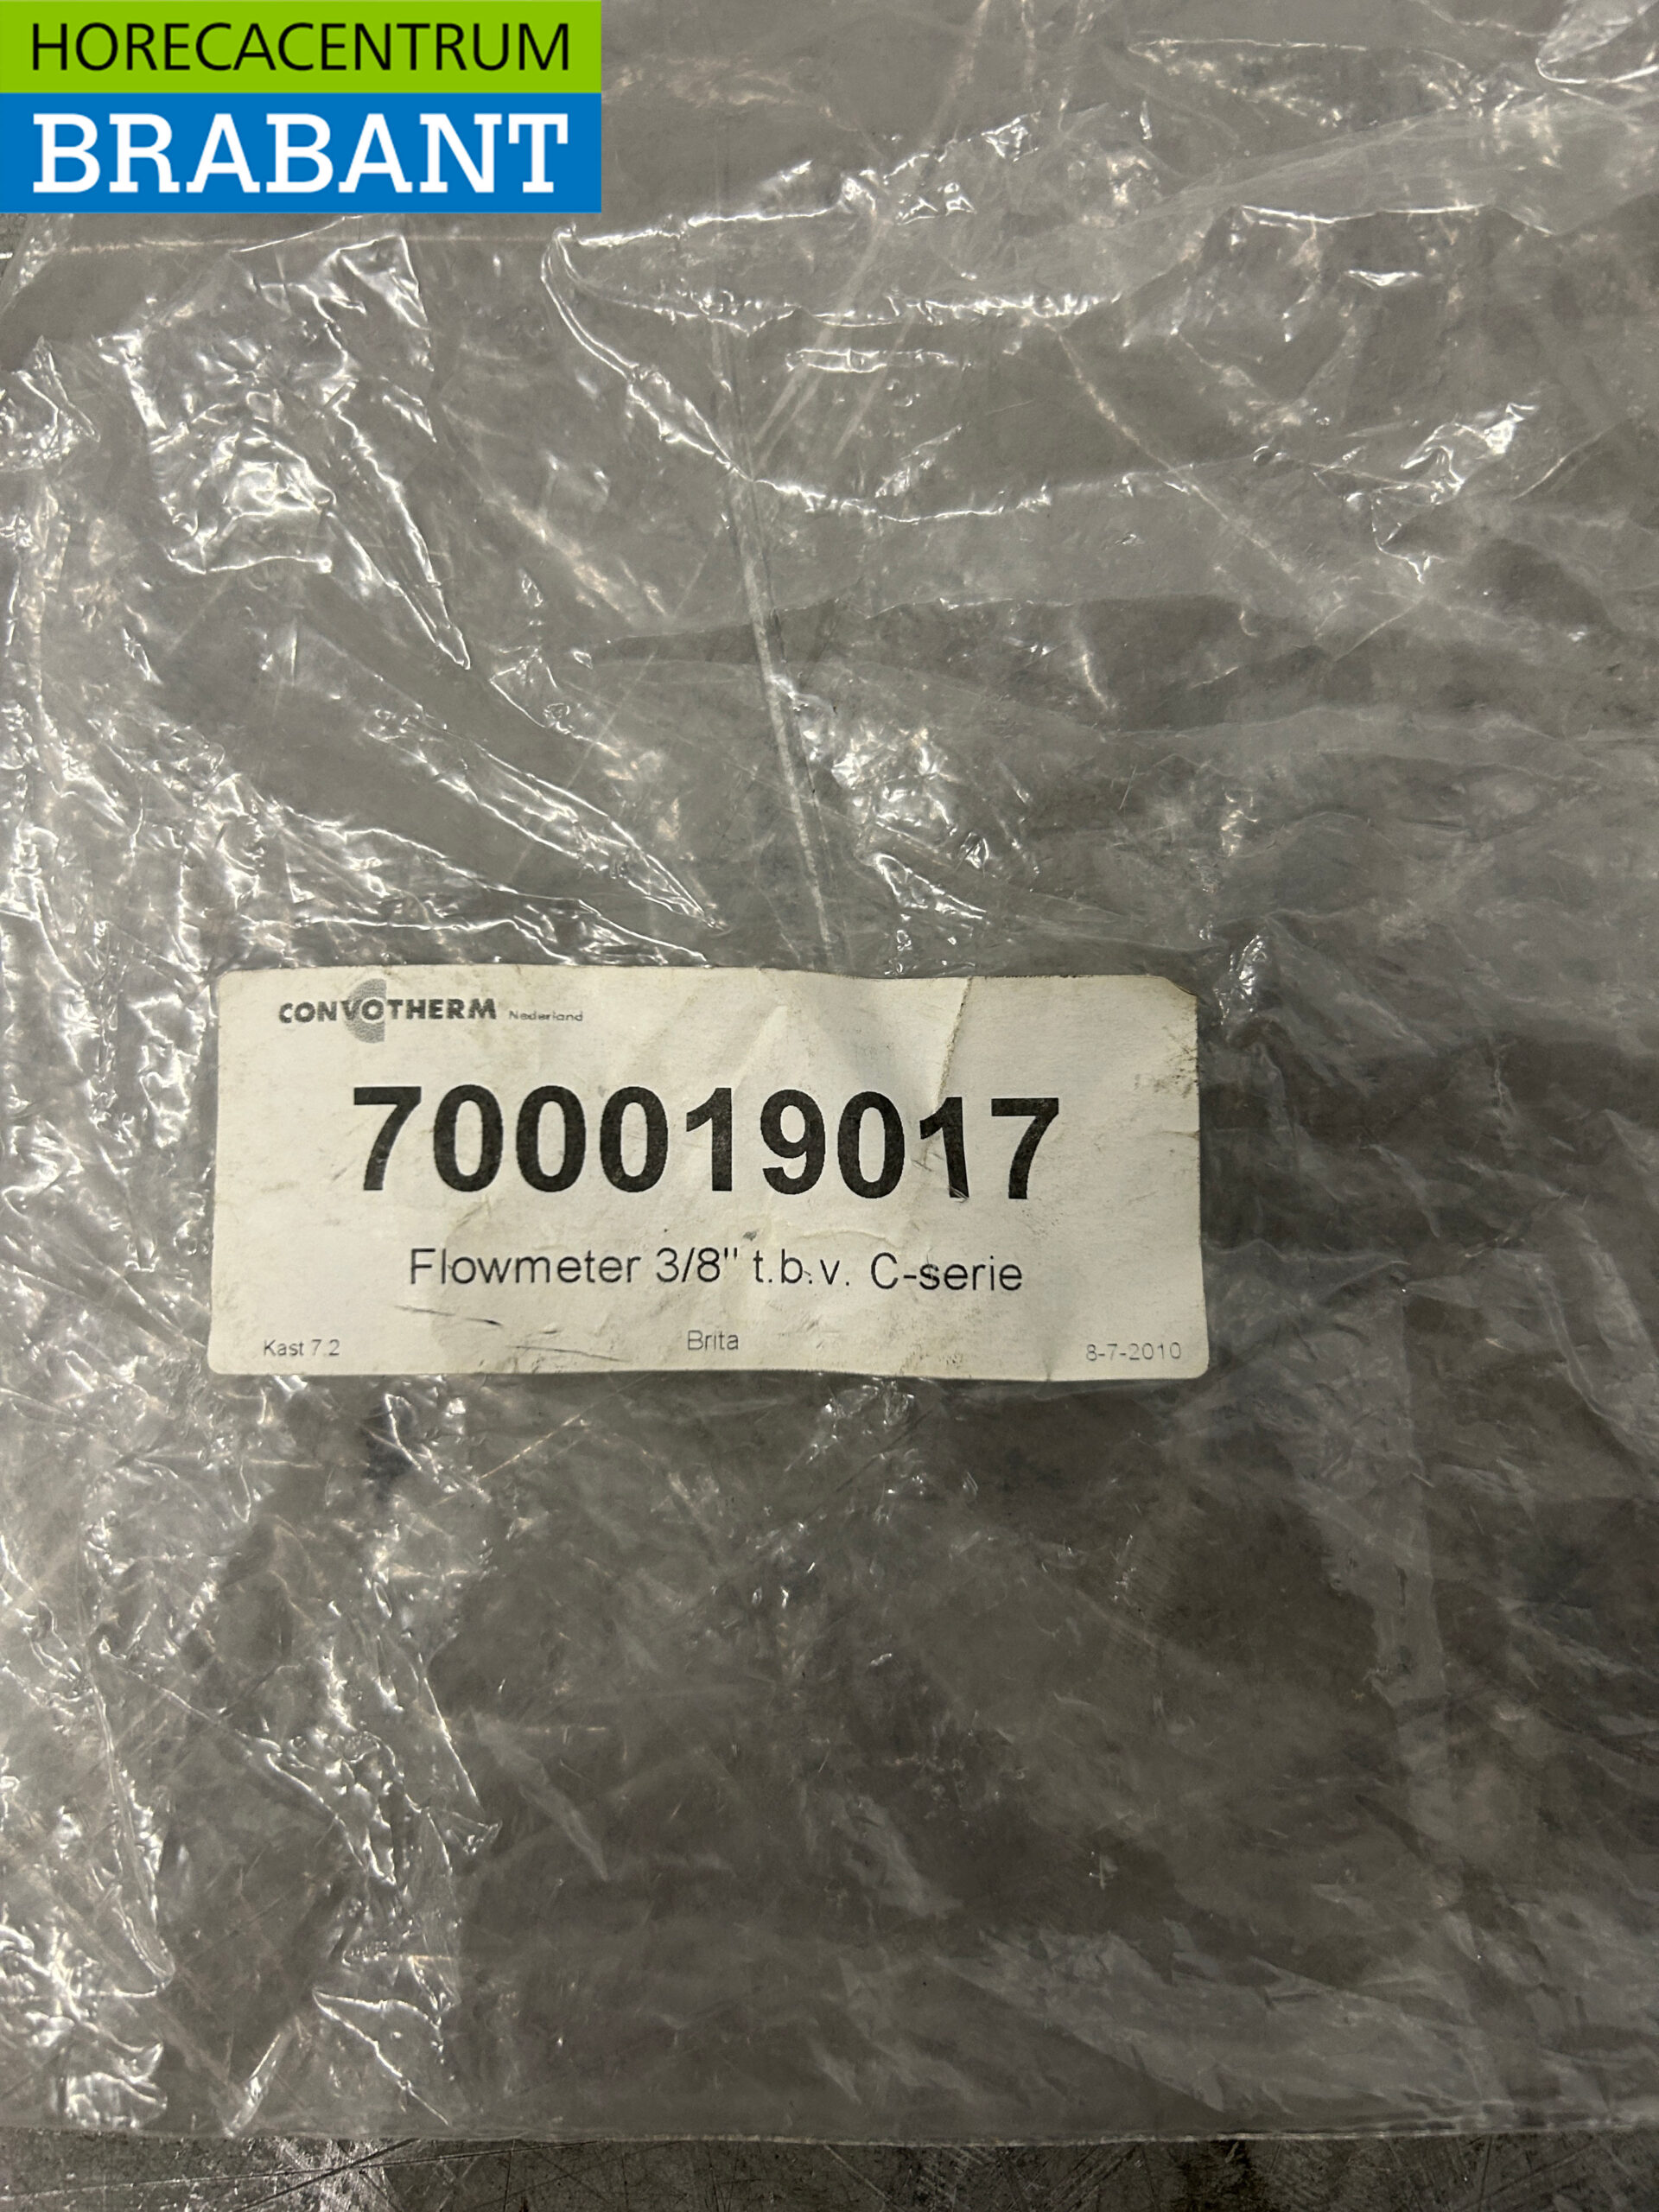 HORECACENTRUM
BRABANT
CONVOTHERM Nederland
700019017
Flowmeter 3/8" t.b.v. C-serie
Kast 7.2 Brita 8-7-2010